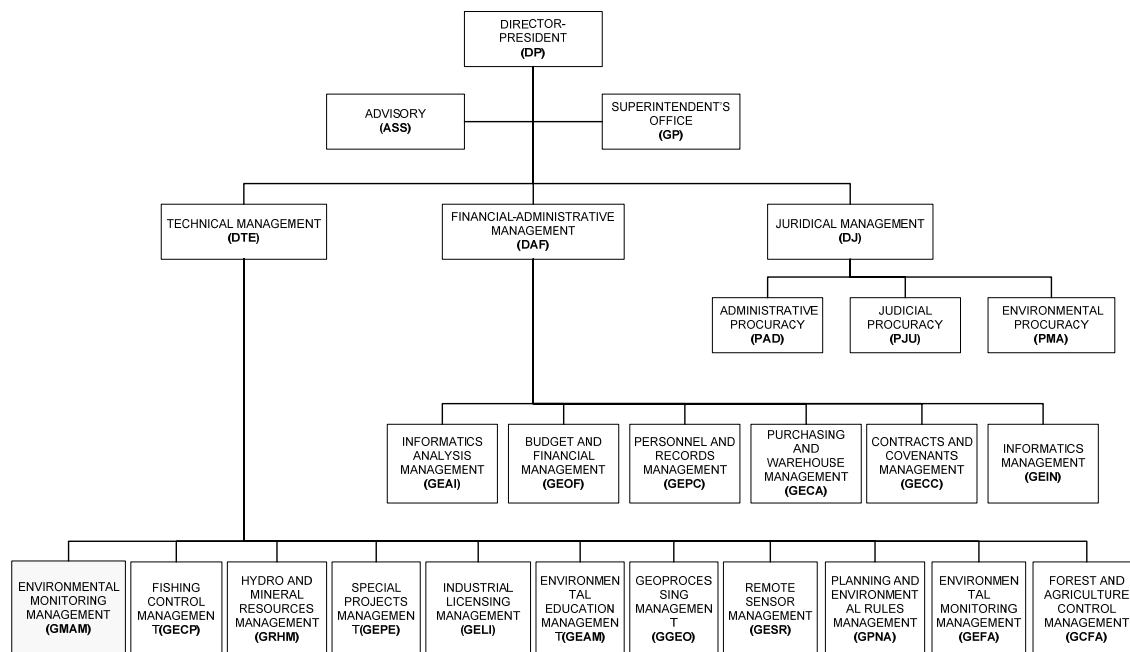 DIRECTOR-
PRESIDENT
(DP)
ADVISORY
(ASS)
SUPERINTENDENT'S
OFFICE
(GP)
TECHNICAL MANAGEMENT
(DTE)
FINANCIAL-ADMINISTRATIVE
MANAGEMENT
(DAF)
JURIDICAL MANAGEMENT
(DJ)
ADMINISTRATIVE
PROCURACY
(PAD)
JUDICIAL
PROCURACY
(PJU)
ENVIRONMENTAL
PROCURACY
(PMA)
INFORMATICS
ANALYSIS
MANAGEMENT
(GEAI)
BUDGET AND
FINANCIAL
MANAGEMENT
(GEOF)
PERSONNEL AND
RECORDS
MANAGEMENT
(GEPC)
PURCHASING
AND
WAREHOUSE
MANAGEMENT
(GECA)
CONTRACTS AND
COVENANTS
MANAGEMENT
(GECC)
INFORMATICS
MANAGEMENT
(GEIN)
ENVIRONMENTAL
MONITORING
MANAGEMENT
(GMAM)
FISHING
CONTROL
MANAGEMEN
T(GECP)
HYDRO AND
MINERAL
RESOURCES
MANAGEMENT
(GRHM)
SPECIAL
PROJECTS
MANAGEMEN
T(GEPE)
INDUSTRIAL
LICENSING
MANAGEMENT
(GELI)
ENVIRONMEN
TAL
EDUCATION
MANAGEMEN
T(GEAM)
GEOPROCES
SING
MANAGEMEN
T
(GGEO)
REMOTE
SENSOR
MANAGEMENT
(GESR)
PLANNING AND
ENVIRONMENT
AL RULES
MANAGEMENT
(GPNA)
ENVIRONME
NTAL
MONITORING
MANAGEMENT
(GEFA)
FOREST AND
AGRICULTURE
CONTROL
MANAGEMENT
(GCFA)